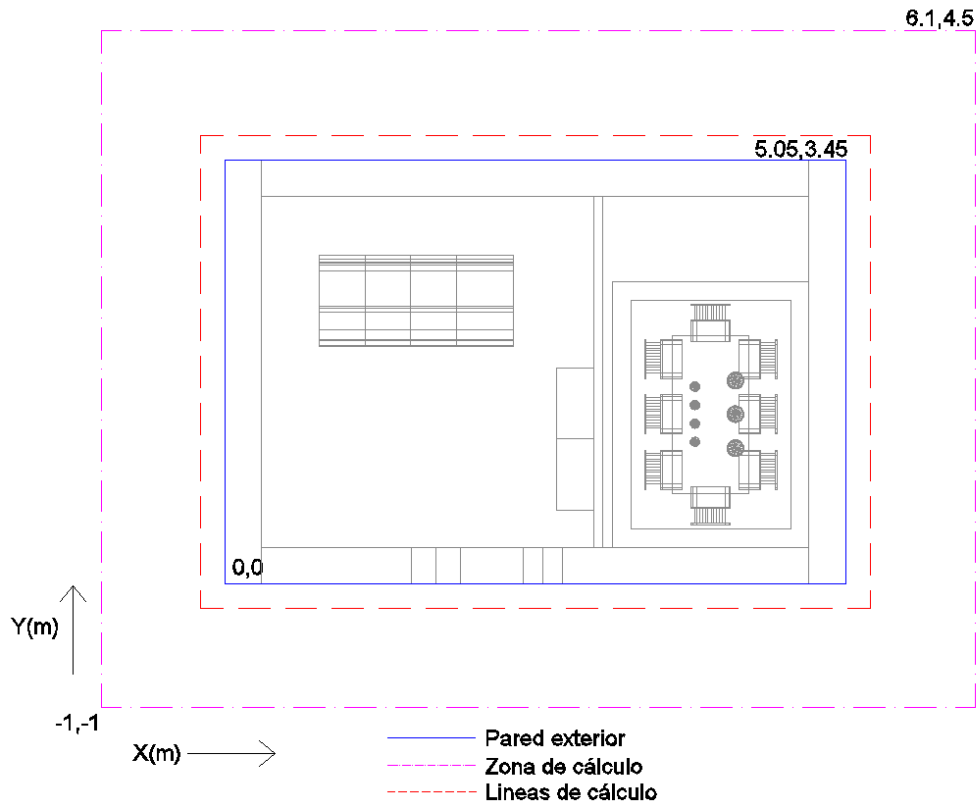 6.1,4.5
5.05,3.45
0,0
Y(m)
-1,-1
X(m)
Pared exterior
Zona de cálculo
Lineas de cálculo